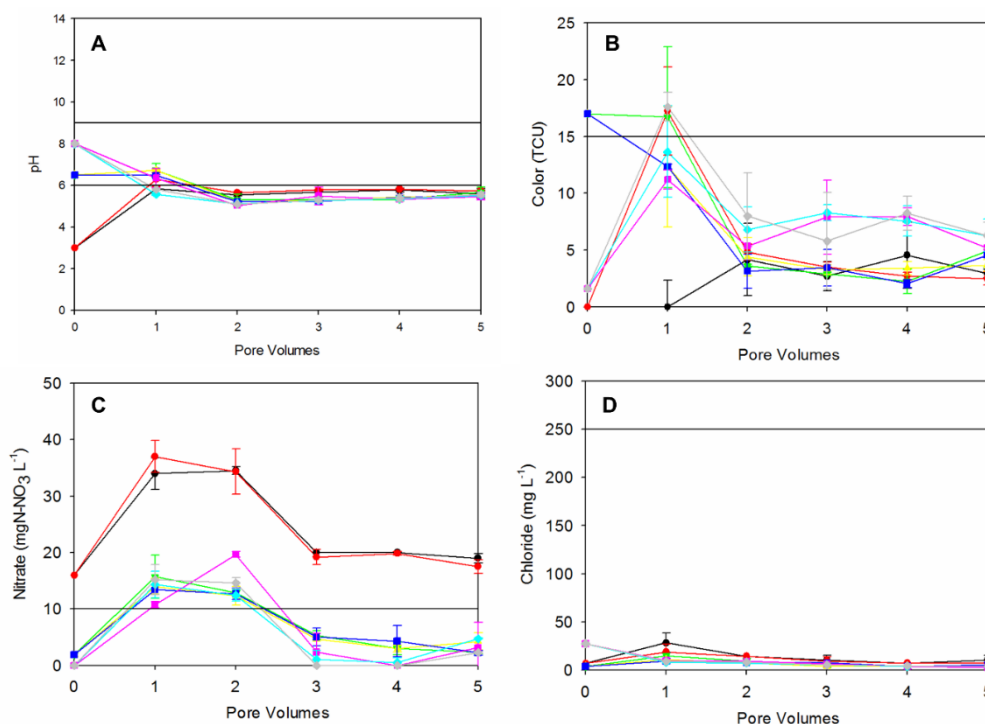 A
14
12
10
8
6
4
2
0
pH
0 1 2 3 4 5
Pore Volumes
B
25
20
15
10
5
0
Color (TCU)
0 1 2 3 4 5
Pore Volumes
C
50
40
30
20
10
0
Nitrate (mgN-NO3 L-1)
0 1 2 3 4 5
Pore Volumes
D
300
250
200
150
100
50
0
Chloride (mg L-1)
0 1 2 3 4 5
Pore Volumes